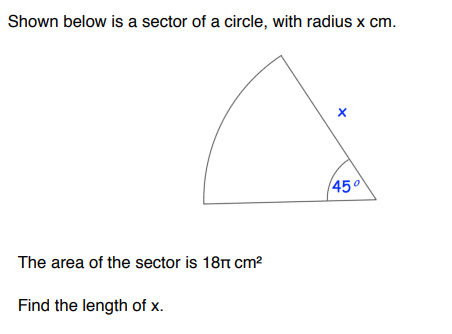 Shown below is a sector of a circle, with radius x cm.
x
45°
The area of the sector is 18π cm²
Find the length of x.